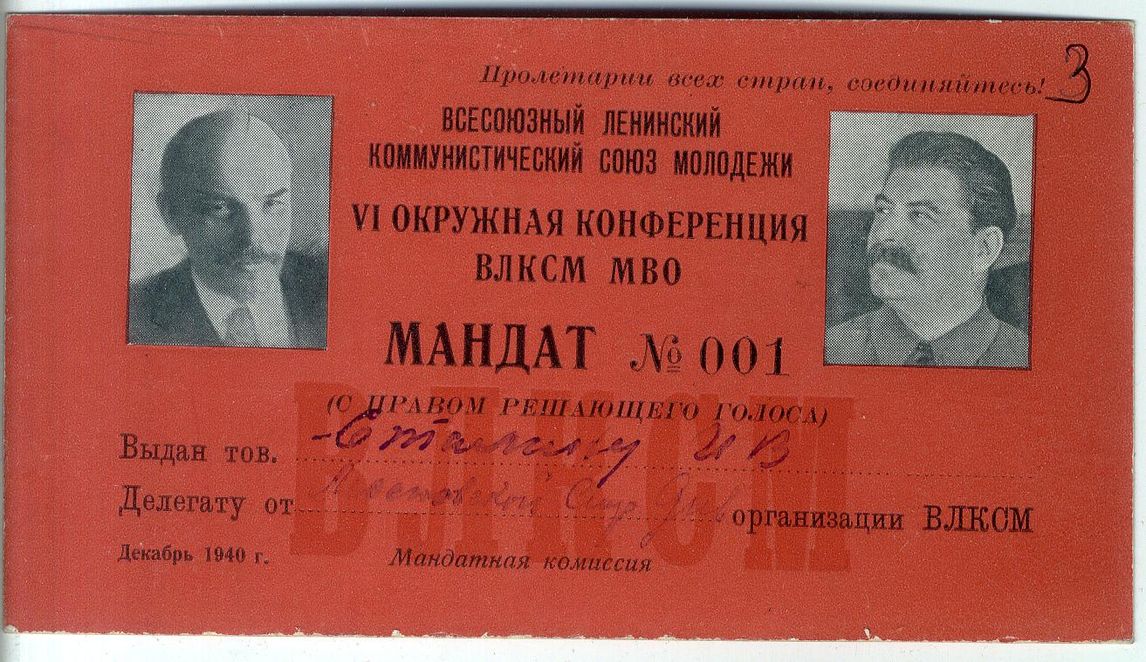 Пролетарии всех стран, соединяйтесь! 3
ВСЕСОЮЗНЫЙ ЛЕНИНСКИЙ
КОММУНИСТИЧЕСКИЙ СОЮЗ МОЛОДЕЖИ
VI ОКРУЖНАЯ КОНФЕРЕНЦИЯ
ВЛКСМ МВО
МАНДАТ № 001
(С ПРАВОМ РЕШАЮЩЕГО ГОЛОСА)
ВЛКСМ
Выдан тов. Сталину И В
Делегату от Московской организации ВЛКСМ
Декабрь 1940 г. Мандатная комиссия